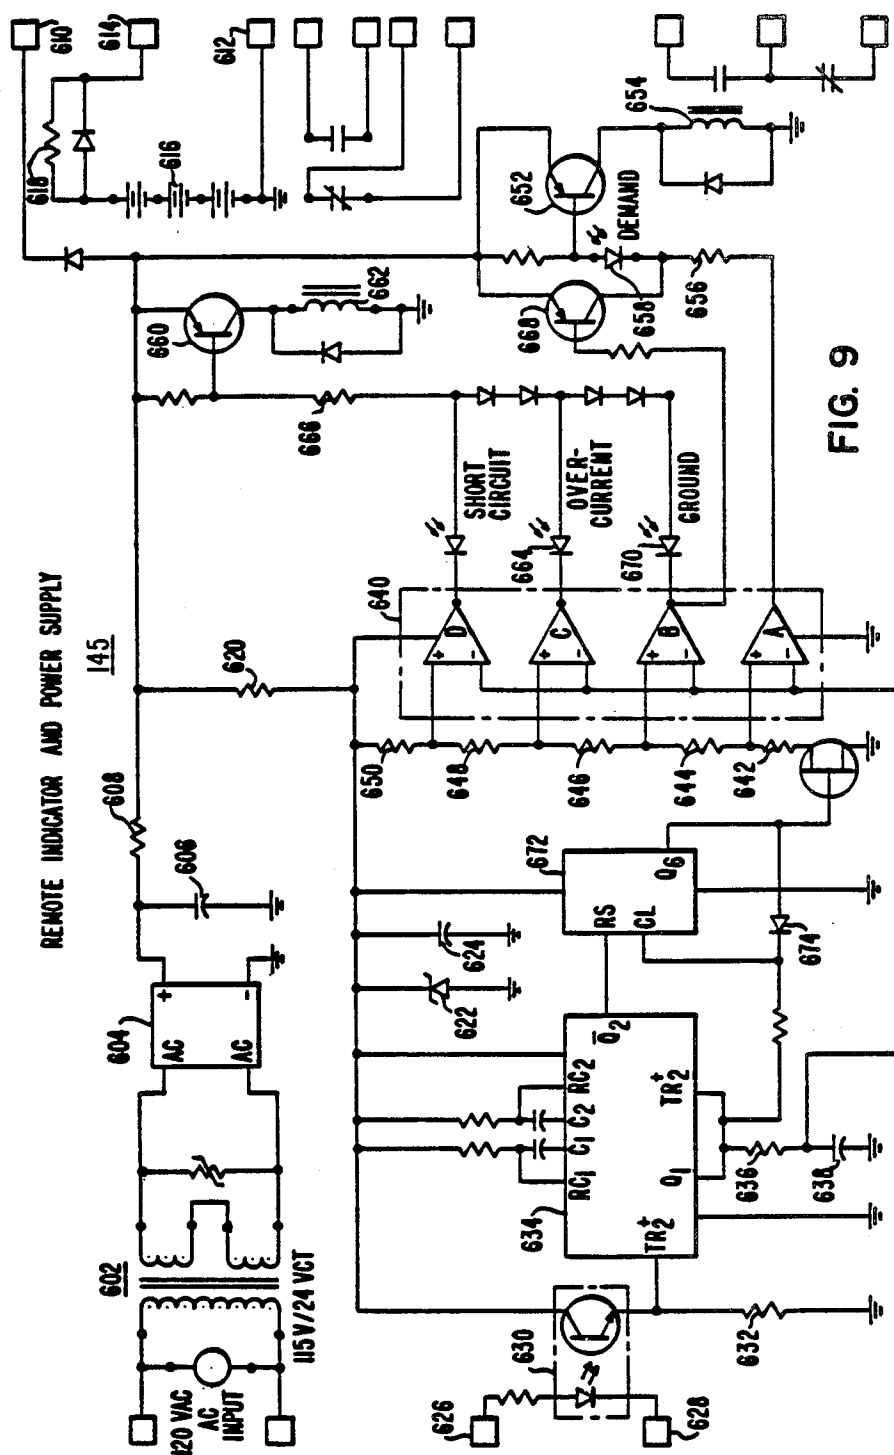 REMOTE INDICATOR AND POWER SUPPLY
145
120 VAC
AC
INPUT
602
115V/24 VCT
604
AC
AC
+
-
606
608
620
610
614
612
618
616
660
662
666
652
654
668
DEMAND
658
656
SHORT
CIRCUIT
OVER-
CURRENT
664
GROUND
670
640
D
+
-
C
+
-
B
+
-
A
+
-
650
648
646
644
642
672
RS
CL
Q6
674
622
624
634
RC1
C1
C2
RC2
Q̅2
TR2+
Q1
TR2+
636
638
630
632
626
628
FIG. 9